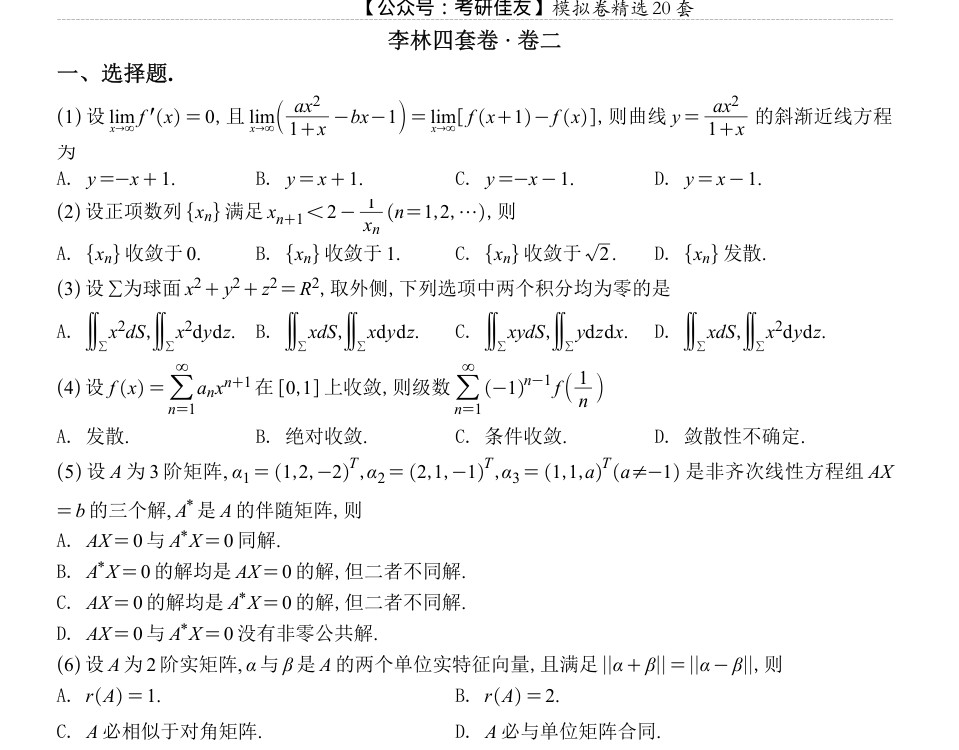 【公众号：考研佳友】模拟卷精选20套
李林四套卷·卷二
一、选择题.
(1) 设 lim_{x→∞} f′(x) = 0, 且 lim_{x→∞}(ax²/(1+x) − bx − 1) = lim_{x→∞}[f(x+1) − f(x)], 则曲线 y = ax²/(1+x) 的斜渐近线方程
为
A. y=−x+1. B. y=x+1. C. y=−x−1. D. y=x−1.
(2) 设正项数列 {xₙ} 满足 xₙ₊₁ < 2 − 1/xₙ (n=1,2,⋯), 则
A. {xₙ} 收敛于 0. B. {xₙ} 收敛于 1. C. {xₙ} 收敛于 √2. D. {xₙ} 发散.
(3) 设 ∑为球面 x²+y²+z²=R², 取外侧, 下列选项中两个积分均为零的是
A. ∬_∑ x²dS, ∬_∑ x²dydz. B. ∬_∑ xdS, ∬_∑ xdydz. C. ∬_∑ xydS, ∬_∑ ydzdx. D. ∬_∑ xdS, ∬_∑ x²dydz.
(4) 设 f(x) = ∑_{n=1}^{∞} aₙxⁿ⁺¹ 在 [0,1] 上收敛, 则级数 ∑_{n=1}^{∞} (−1)ⁿ⁻¹ f(1/n)
A. 发散. B. 绝对收敛. C. 条件收敛. D. 敛散性不确定.
(5) 设 A 为 3 阶矩阵, α₁ = (1,2,−2)ᵀ, α₂ = (2,1,−1)ᵀ, α₃ = (1,1,a)ᵀ(a≠−1) 是非齐次线性方程组 AX
= b 的三个解, A* 是 A 的伴随矩阵, 则
A. AX=0 与 A*X=0 同解.
B. A*X=0 的解均是 AX=0 的解, 但二者不同解.
C. AX=0 的解均是 A*X=0 的解, 但二者不同解.
D. AX=0 与 A*X=0 没有非零公共解.
(6) 设 A 为 2 阶实矩阵, α 与 β 是 A 的两个单位实特征向量, 且满足 ||α+β|| = ||α−β||, 则
A. r(A) = 1. B. r(A) = 2.
C. A 必相似于对角矩阵. D. A 必与单位矩阵合同.